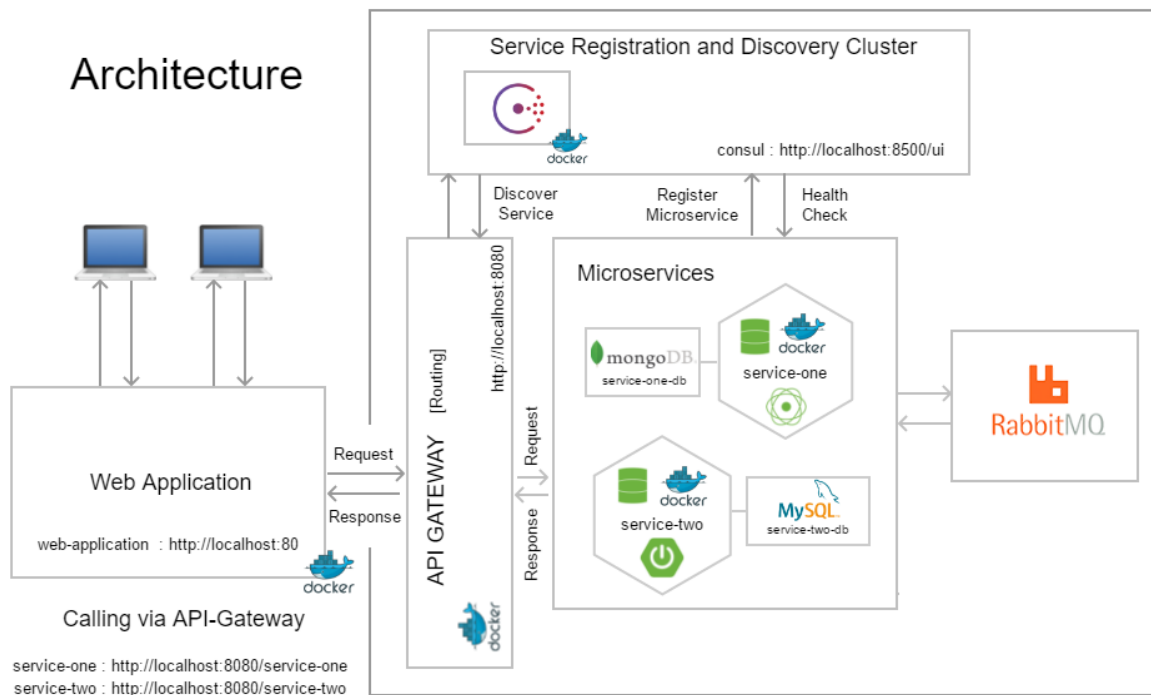 Architecture
Service Registration and Discovery Cluster
docker
consul : http://localhost:8500/ui
Discover
Service
Register
Microservice
Health
Check
http://localhost:8080
[Routing]
API GATEWAY
docker
Microservices
mongoDB
service-one-db
docker
service-one
docker
service-two
MySQL
service-two-db
Request
Response
RabbitMQ
Web Application
web-application : http://localhost:80
docker
Request
Response
Calling via API-Gateway
service-one : http://localhost:8080/service-one
service-two : http://localhost:8080/service-two